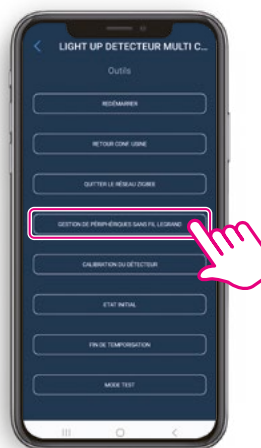 LIGHT UP DETECTEUR MULTI C...
Outils
REDÉMARRER
RETOUR CONF. USINE
QUITTER LE RÉSEAU ZIGBEE
GESTION DE PÉRIPHÉRIQUES SANS FIL LEGRAND
CALIBRATION DU DÉTECTEUR
ETAT INITIAL
FIN DE TEMPORISATION
MODE TEST